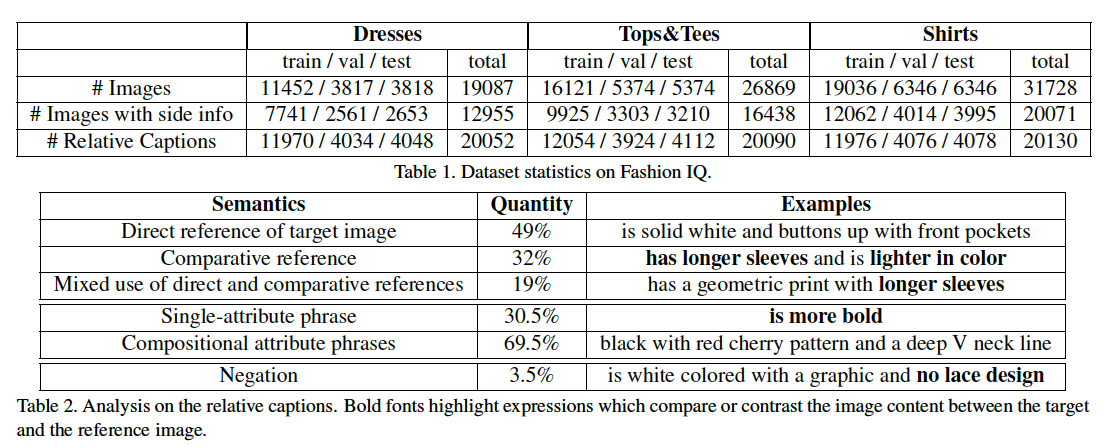 Dresses Tops&Tees Shirts
train / val / test total train / val / test total train / val / test total
# Images 11452 / 3817 / 3818 19087 16121 / 5374 / 5374 26869 19036 / 6346 / 6346 31728
# Images with side info 7741 / 2561 / 2653 12955 9925 / 3303 / 3210 16438 12062 / 4014 / 3995 20071
# Relative Captions 11970 / 4034 / 4048 20052 12054 / 3924 / 4112 20090 11976 / 4076 / 4078 20130
Table 1. Dataset statistics on Fashion IQ.
Semantics Quantity Examples
Direct reference of target image 49% is solid white and buttons up with front pockets
Comparative reference 32% has longer sleeves and is lighter in color
Mixed use of direct and comparative references 19% has a geometric print with longer sleeves
Single-attribute phrase 30.5% is more bold
Compositional attribute phrases 69.5% black with red cherry pattern and a deep V neck line
Negation 3.5% is white colored with a graphic and no lace design
Table 2. Analysis on the relative captions. Bold fonts highlight expressions which compare or contrast the image content between the target
and the reference image.